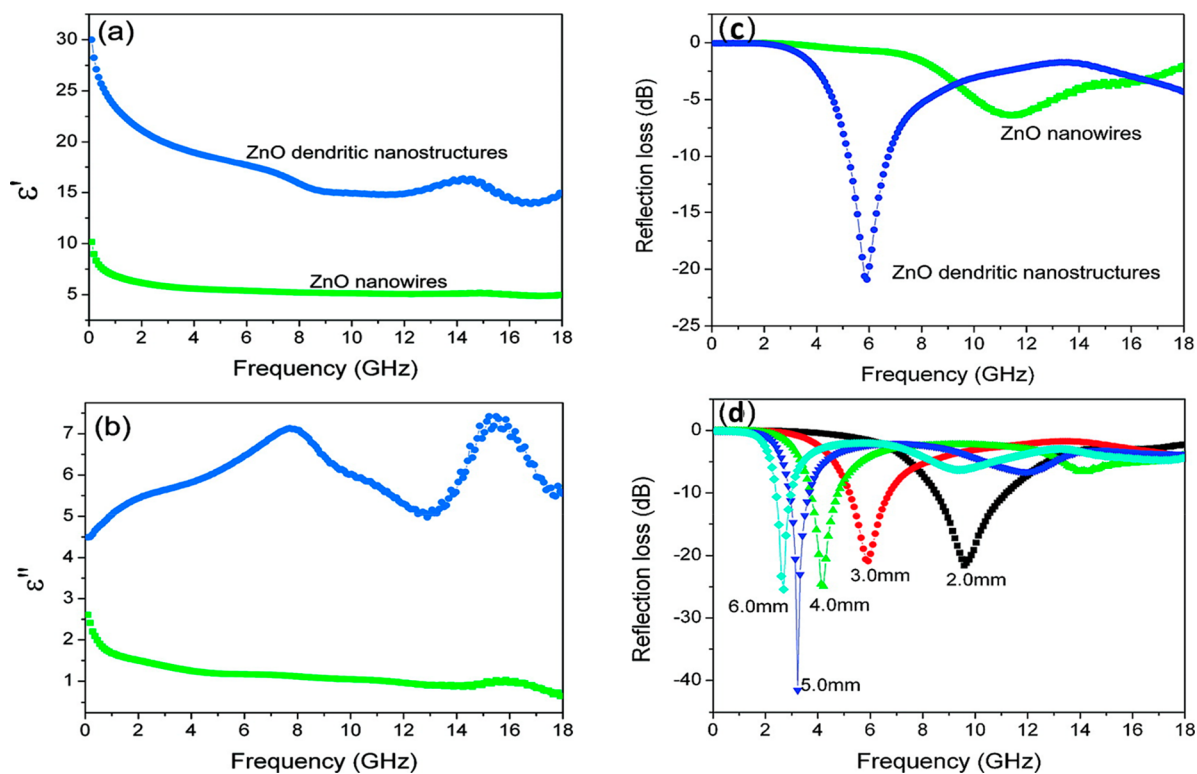 (a)
30
25
20
15
10
5
ε'
ZnO dendritic nanostructures
ZnO nanowires
0 2 4 6 8 10 12 14 16 18
Frequency (GHz)
(b)
7
6
5
4
3
2
1
ε"
0 2 4 6 8 10 12 14 16 18
Frequency (GHz)
(c)
0
-5
-10
-15
-20
-25
Reflection loss (dB)
ZnO nanowires
ZnO dendritic nanostructures
0 2 4 6 8 10 12 14 16 18
Frequency (GHz)
(d)
0
-10
-20
-30
-40
Reflection loss (dB)
3.0mm
2.0mm
6.0mm
4.0mm
5.0mm
0 2 4 6 8 10 12 14 16 18
Frequency (GHz)